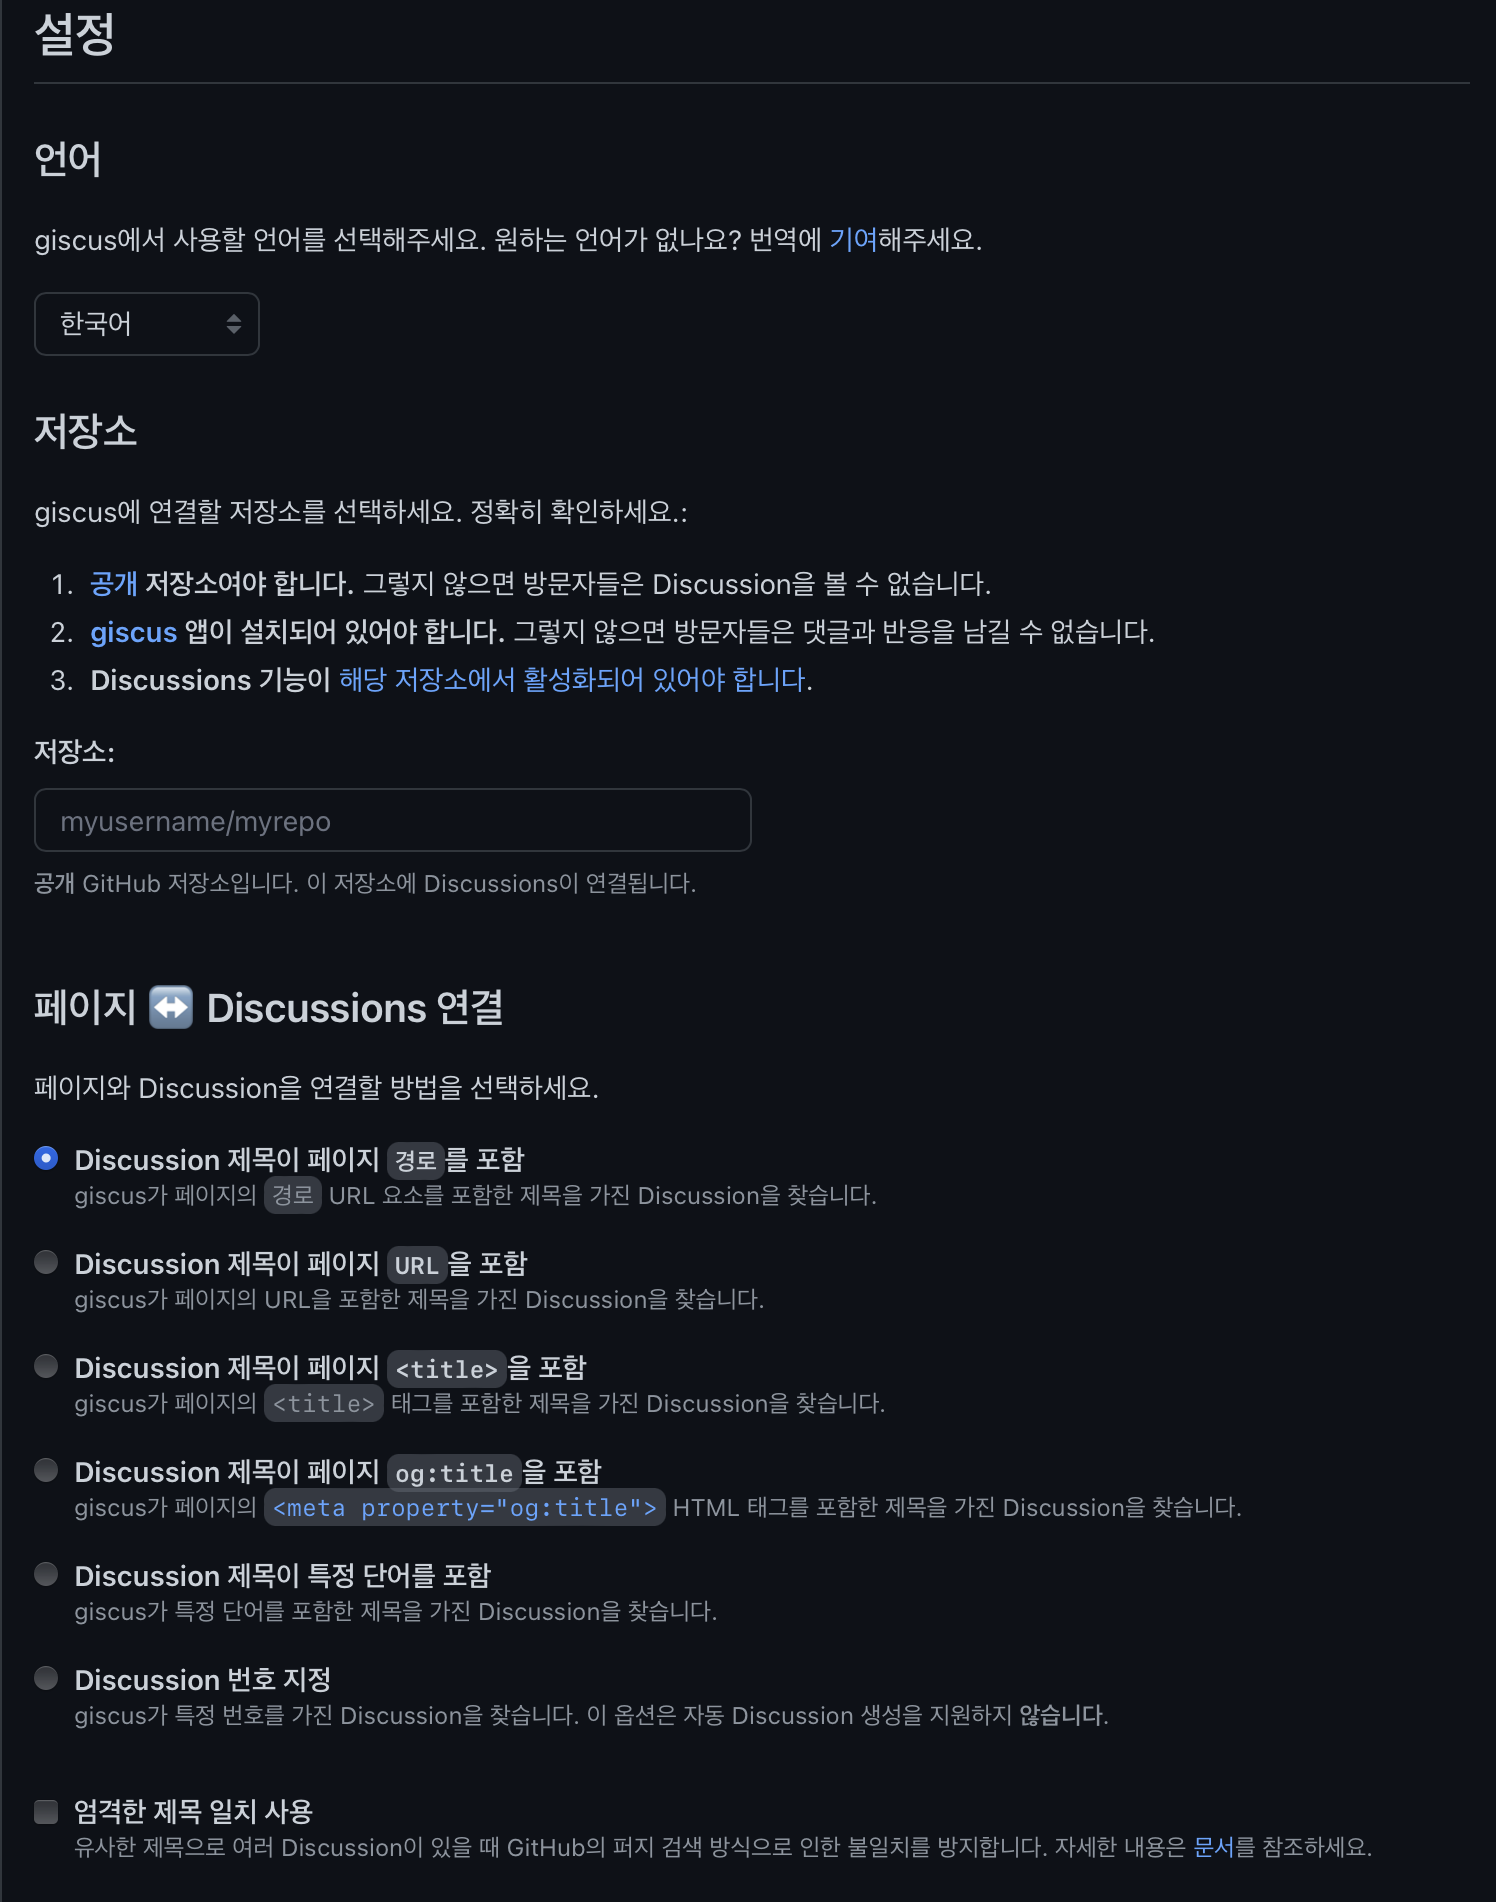 설정
언어
giscus에서 사용할 언어를 선택해주세요. 원하는 언어가 없나요? 번역에 기여해주세요.
한국어
저장소
giscus에 연결할 저장소를 선택하세요. 정확히 확인하세요.:
1. 공개 저장소여야 합니다. 그렇지 않으면 방문자들은 Discussion을 볼 수 없습니다.
2. giscus 앱이 설치되어 있어야 합니다. 그렇지 않으면 방문자들은 댓글과 반응을 남길 수 없습니다.
3. Discussions 기능이 해당 저장소에서 활성화되어 있어야 합니다.
저장소:
myusername/myrepo
공개 GitHub 저장소입니다. 이 저장소에 Discussions이 연결됩니다.
페이지 ↔️ Discussions 연결
페이지와 Discussion을 연결할 방법을 선택하세요.
Discussion 제목이 페이지 경로를 포함
giscus가 페이지의 경로 URL 요소를 포함한 제목을 가진 Discussion을 찾습니다.
Discussion 제목이 페이지 URL을 포함
giscus가 페이지의 URL을 포함한 제목을 가진 Discussion을 찾습니다.
Discussion 제목이 페이지 <title>을 포함
giscus가 페이지의 <title> 태그를 포함한 제목을 가진 Discussion을 찾습니다.
Discussion 제목이 페이지 og:title을 포함
giscus가 페이지의 <meta property="og:title"> HTML 태그를 포함한 제목을 가진 Discussion을 찾습니다.
Discussion 제목이 특정 단어를 포함
giscus가 특정 단어를 포함한 제목을 가진 Discussion을 찾습니다.
Discussion 번호 지정
giscus가 특정 번호를 가진 Discussion을 찾습니다. 이 옵션은 자동 Discussion 생성을 지원하지 않습니다.
엄격한 제목 일치 사용
유사한 제목으로 여러 Discussion이 있을 때 GitHub의 퍼지 검색 방식으로 인한 불일치를 방지합니다. 자세한 내용은 문서를 참조하세요.